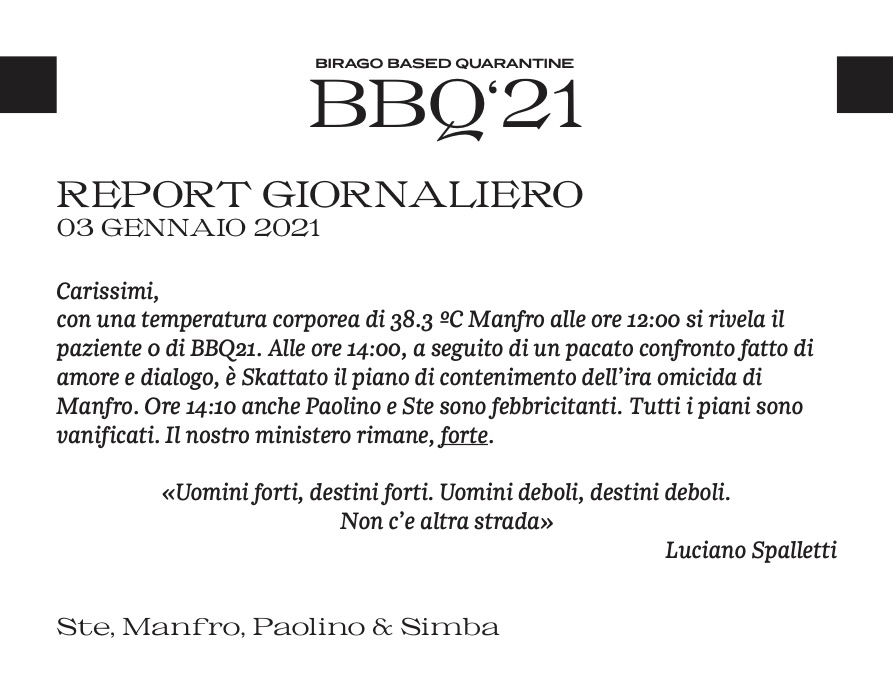 BIRAGO BASED QUARANTINE
BBQ‘21
REPORT GIORNALIERO
03 GENNAIO 2021
Carissimi,
con una temperatura corporea di 38.3 ºC Manfro alle ore 12:00 si rivela il
paziente 0 di BBQ21. Alle ore 14:00, a seguito di un pacato confronto fatto di
amore e dialogo, è Skattato il piano di contenimento dell’ira omicida di
Manfro. Ore 14:10 anche Paolino e Ste sono febbricitanti. Tutti i piani sono
vanificati. Il nostro ministero rimane, forte.
«Uomini forti, destini forti. Uomini deboli, destini deboli.
Non c’e altra strada»
Luciano Spalletti
Ste, Manfro, Paolino & Simba